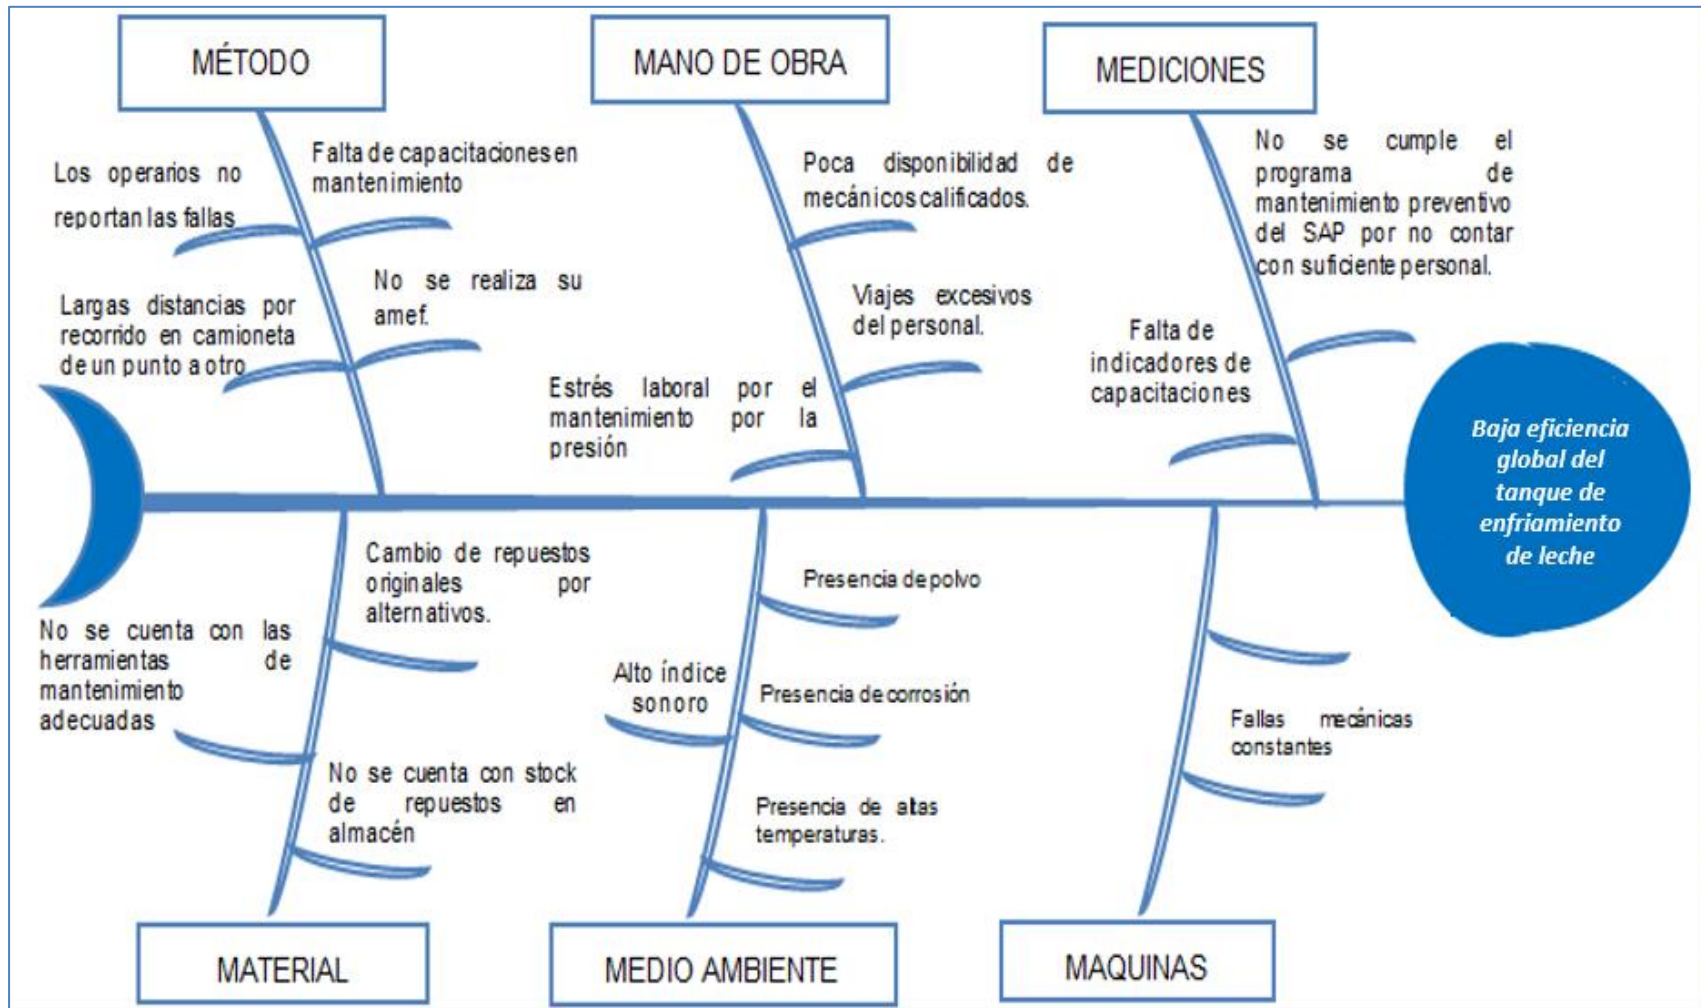 MÉTODO
Los operarios no
reportan las fallas
Falta de capacitaciones en
mantenimiento
Largas distancias por
recorrido en camioneta
de un punto a otro
No se realiza su
amef.
MANO DE OBRA
Poca disponibilidad de
mecánicos calificados.
Viajes excesivos
del personal.
Estrés laboral por el
mantenimiento por la
presión
MEDICIONES
No se cumple el
programa de
mantenimiento preventivo
del SAP por no contar
con suficiente personal.
Falta de
indicadores de
capacitaciones
Baja eficiencia
global del
tanque de
enfriamiento
de leche
Cambio de repuestos
originales por
alternativos.
No se cuenta con las
herramientas de
mantenimiento
adecuadas
No se cuenta con stock
de repuestos en
almacén
MATERIAL
Presencia de polvo
Alto índice
sonoro
Presencia de corrosión
Presencia de altas
temperaturas.
MEDIO AMBIENTE
Fallas mecánicas
constantes
MAQUINAS